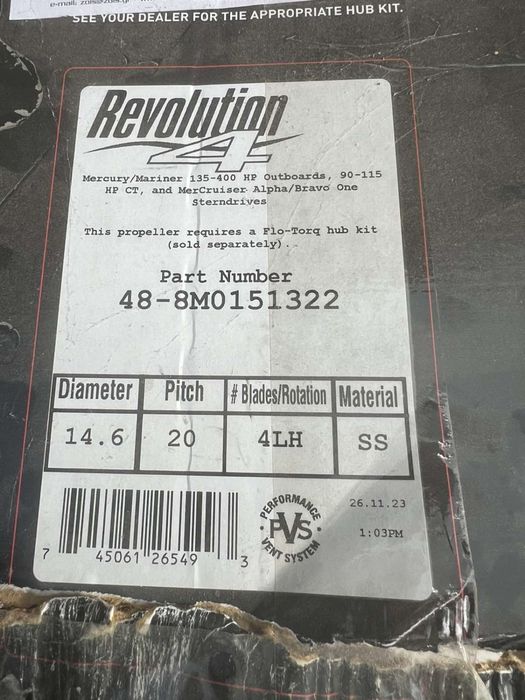 SEE YOUR DEALER FOR THE APPROPRIATE HUB KIT.
Revolution
4
Mercury/Mariner 135-400 HP Outboards, 90-115
HP CT, and MerCruiser Alpha/Bravo One
Sterndrives
This propeller requires a Flo-Torq hub kit
(sold separately).
Part Number
48-8M0151322
Diameter Pitch # Blades/Rotation Material
14.6 20 4LH SS
PERFORMANCE
PVS
VENT SYSTEM
26.11.23
1:03PM
7 45061 26549 3